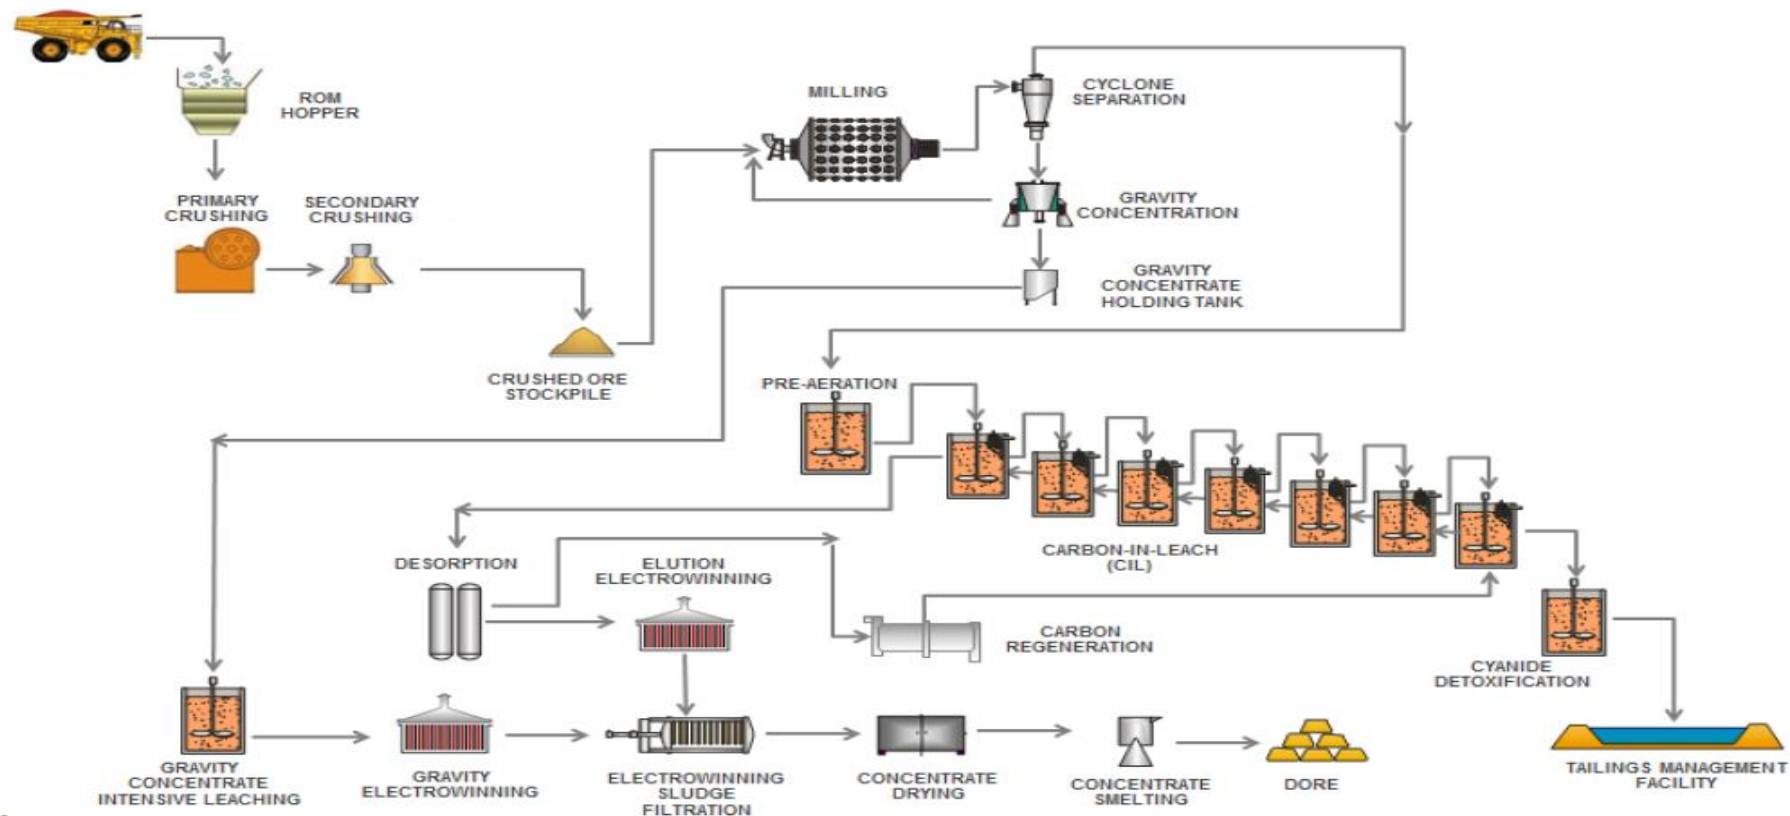 ROM
HOPPER
PRIMARY
CRUSHING
SECONDARY
CRUSHING
CRUSHED ORE
STOCKPILE
MILLING
CYCLONE
SEPARATION
GRAVITY
CONCENTRATION
GRAVITY
CONCENTRATE
HOLDING TANK
PRE-AERATION
CARBON-IN-LEACH
(CIL)
DESORPTION
ELUTION
ELECTROWINNING
CARBON
REGENERATION
CYANIDE
DETOXIFICATION
GRAVITY
CONCENTRATE
INTENSIVE LEACHING
GRAVITY
ELECTROWINNING
ELECTROWINNING
SLUDGE
FILTRATION
CONCENTRATE
DRYING
CONCENTRATE
SMELTING
DORE
TAILINGS MANAGEMENT
FACILITY